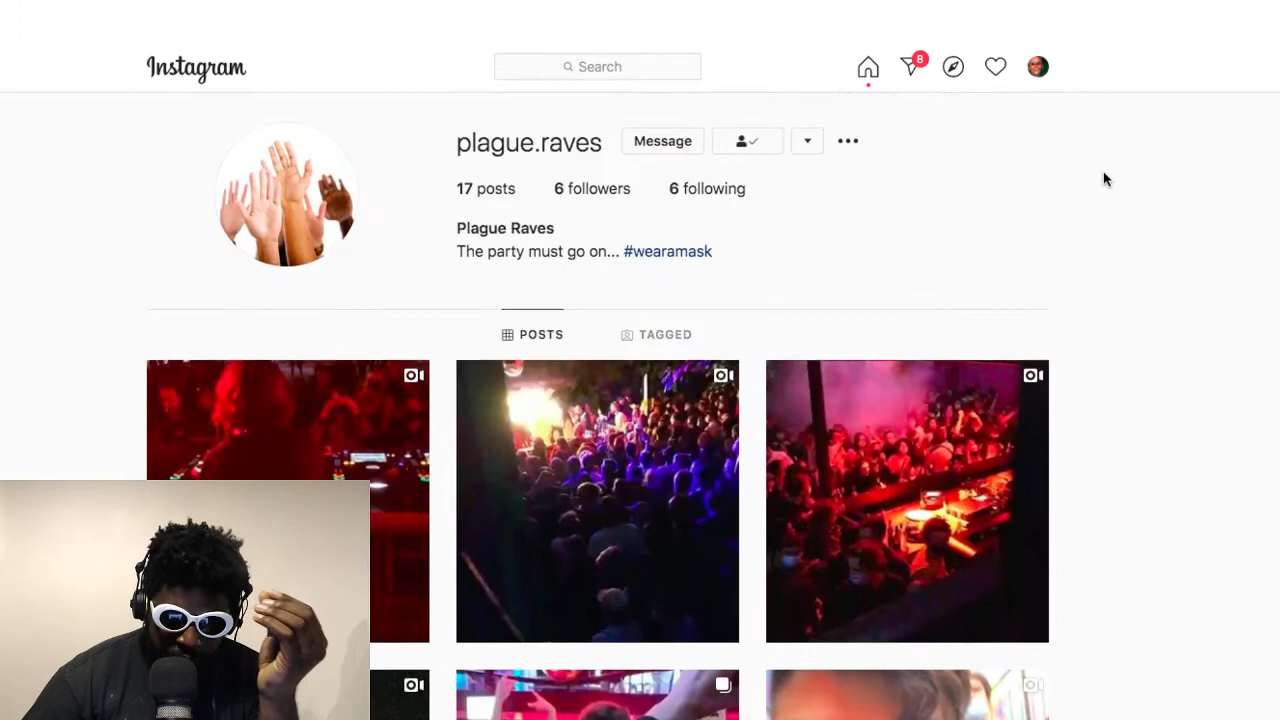 Instagram
Search
8
plague.raves
Message
17 posts 6 followers 6 following
Plague Raves
The party must go on... #wearamask
POSTS TAGGED